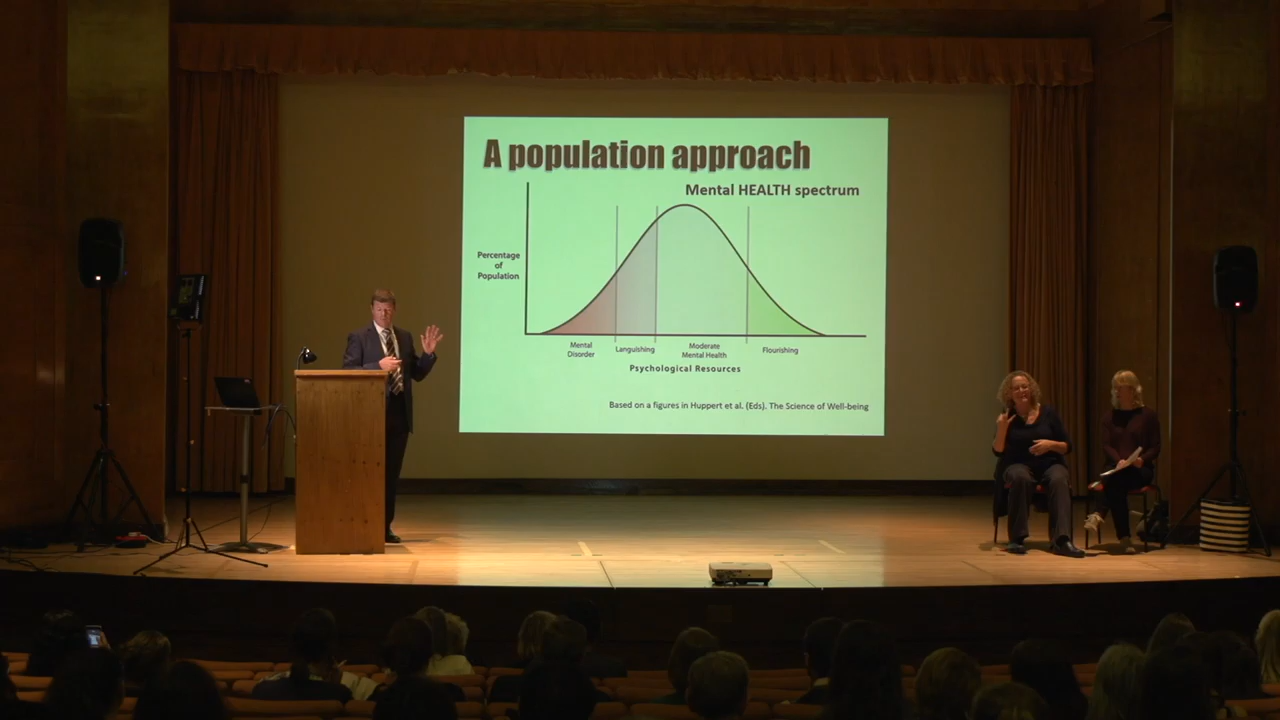 A population approach
Mental HEALTH spectrum
Percentage
of
Population
Mental
Disorder
Languishing
Moderate
Mental Health
Flourishing
Psychological Resources
Based on a figures in Huppert et al. (Eds). The Science of Well-being